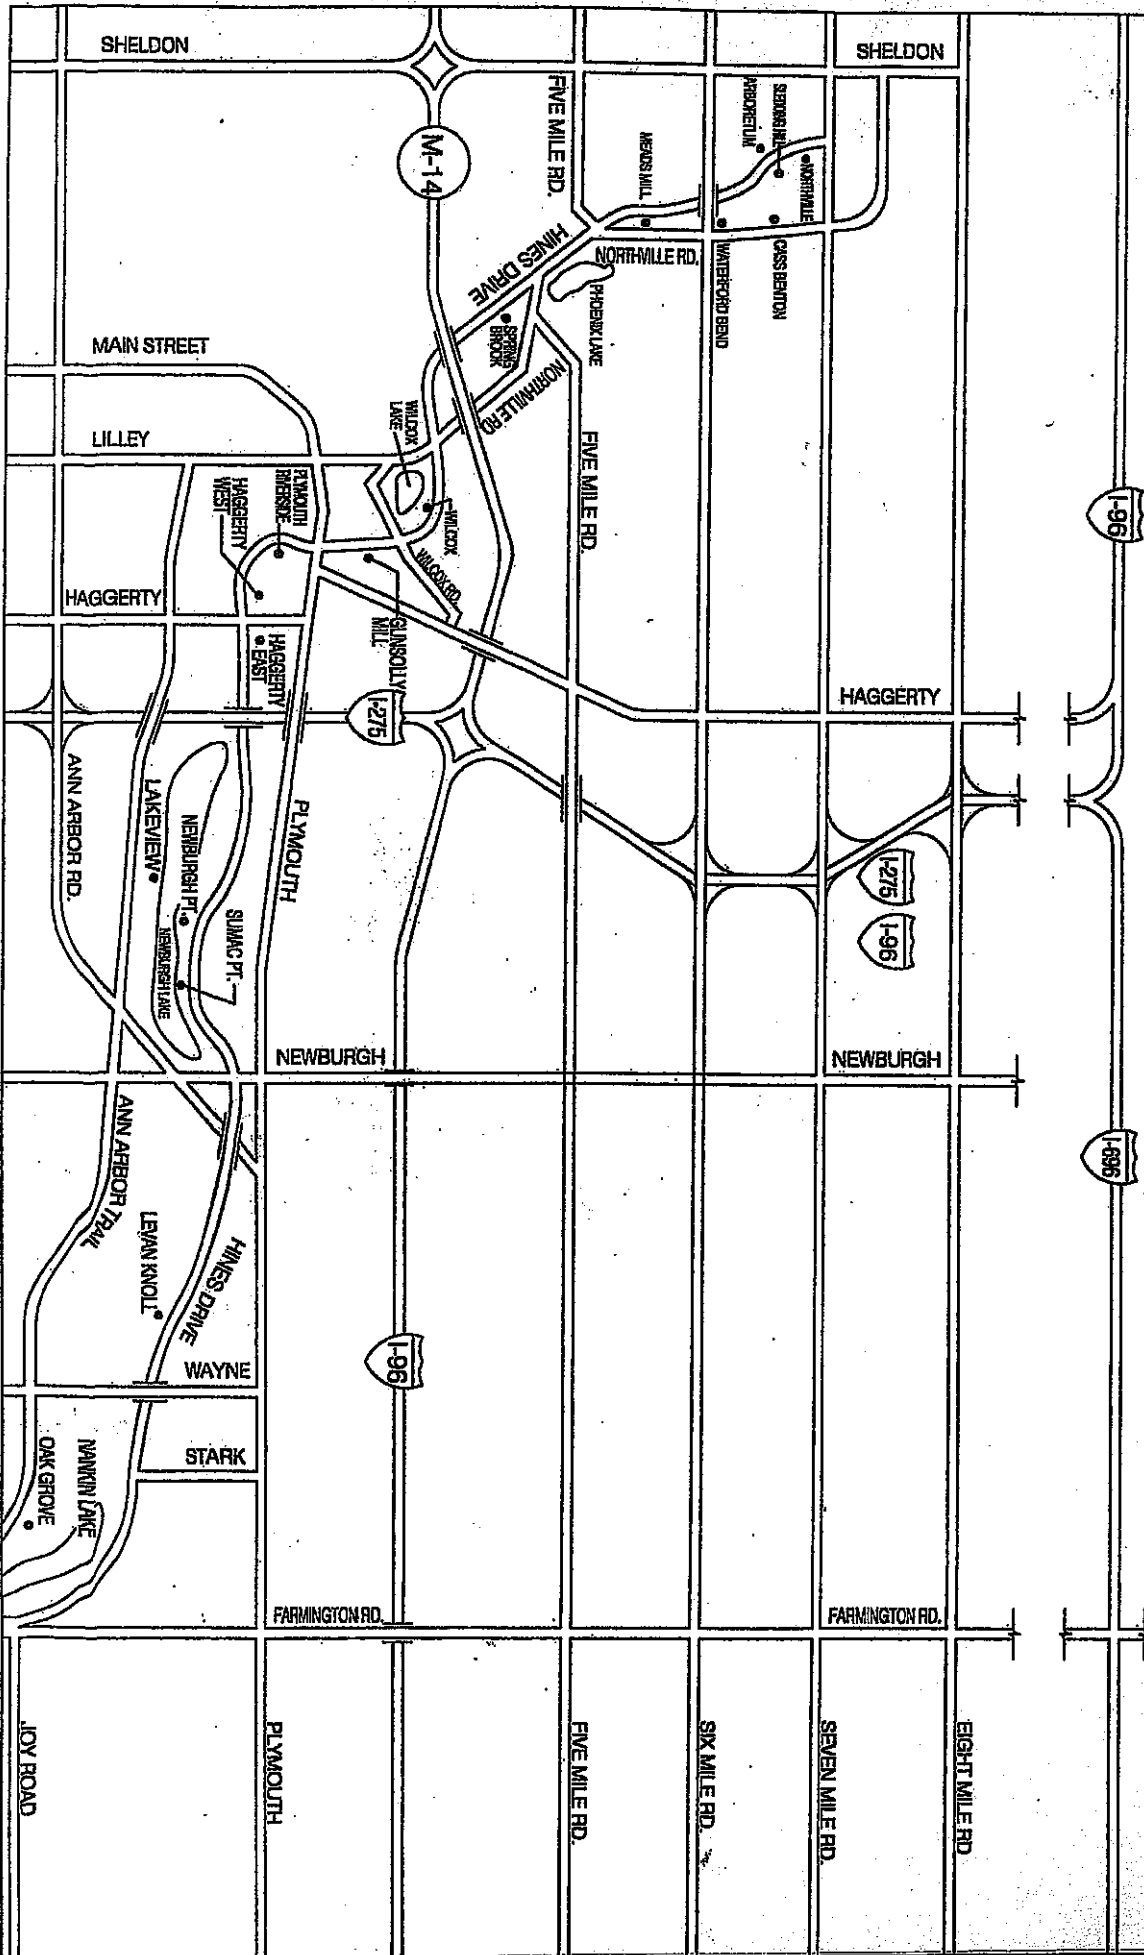 SHELDON
SHELDON
M-14
FIVE MILE RD.
MEADS MILL
ARBORETUM
NORTHVILLE
CASS BENTON
WATERFORD BEND
NORTHVILLE RD.
HINES DRIVE
PHOENIX LAKE
SPRING
BROOK
NORTHVILLE RD
MAIN STREET
LILLEY
WILCOX
LAKE
WILCOX
WILCOX RD.
PLYMOUTH
RIVERSIDE
HAGGERTY
WEST
GUNSOLLY
MILL
HAGGERTY
HAGGERTY
EAST
FIVE MILE RD.
I-96
HAGGERTY
I-275
ANN ARBOR RD.
LAKEVIEW
NEWBURGH PT.
NEWBURGH LAKE
SUMAC PT.
PLYMOUTH
I-275
I-96
NEWBURGH
NEWBURGH
I-696
ANN ARBOR TRAIL
LEVAN KNOLL
HINES DRIVE
WAYNE
I-96
STARK
NANKIN LAKE
OAK GROVE
FARMINGTON RD.
FARMINGTON RD.
JOY ROAD
PLYMOUTH
FIVE MILE RD.
SIX MILE RD.
SEVEN MILE RD.
EIGHT MILE RD